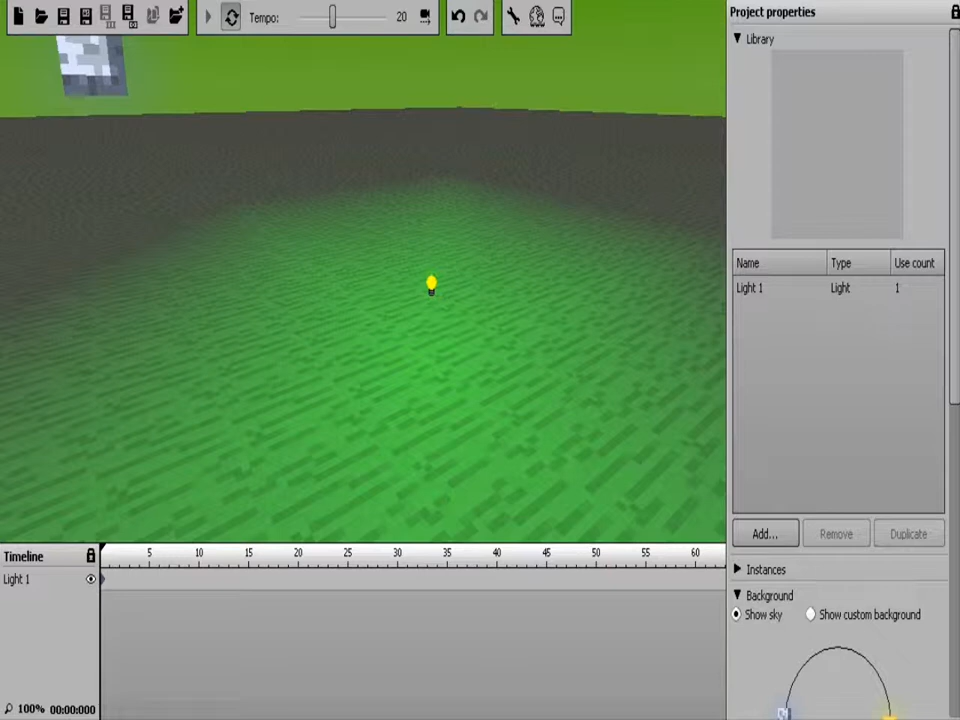 Tempo: 20
Project properties
Library
Name Type Use count
Light 1 Light 1
Add... Remove Duplicate
Instances
Background
Show sky Show custom background
Timeline 5 10 15 20 25 30 35 40 45 50 55 60
Light 1
100% 00:00:000